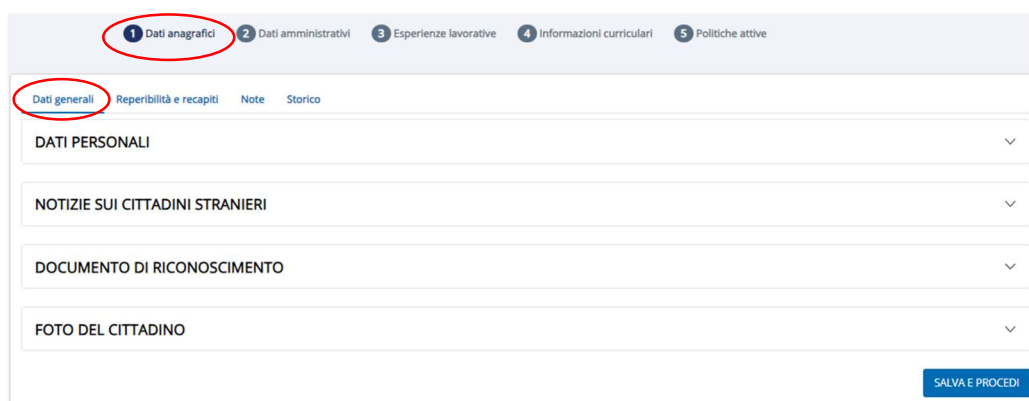 1 Dati anagrafici 2 Dati amministrativi 3 Esperienze lavorative 4 Informazioni curriculari 5 Politiche attive
Dati generali Reperibilità e recapiti Note Storico
DATI PERSONALI
NOTIZIE SUI CITTADINI STRANIERI
DOCUMENTO DI RICONOSCIMENTO
FOTO DEL CITTADINO
SALVA E PROCEDI